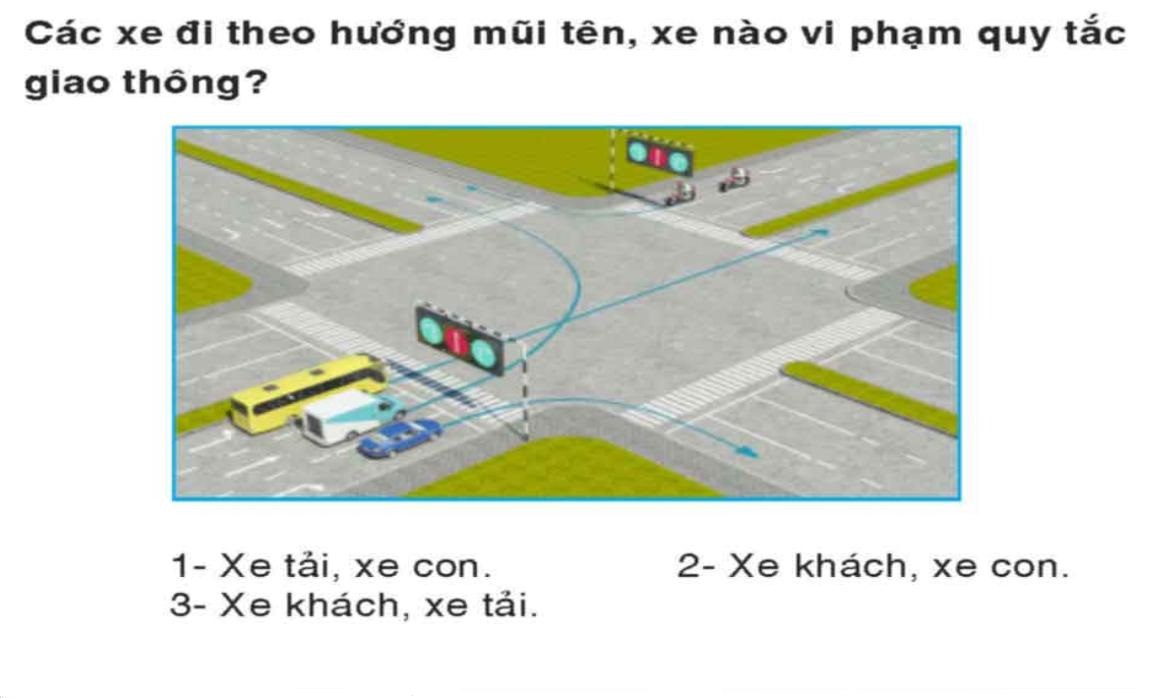 Các xe đi theo hướng mũi tên, xe nào vi phạm quy tắc
giao thông?
1- Xe tải, xe con. 2- Xe khách, xe con.
3- Xe khách, xe tải.